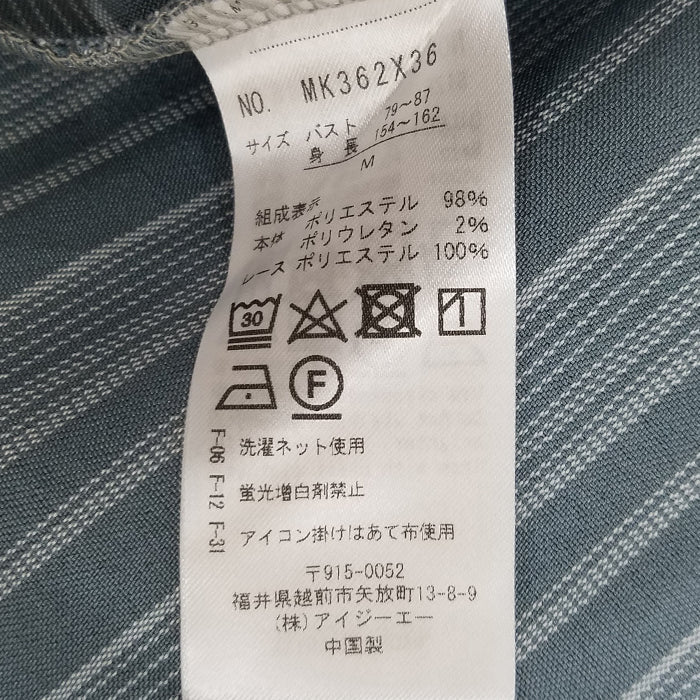 NO. MK362X36
サイズ バスト 79～87
身長 154～162
M
組成表示
本体 ポリエステル 98%
ポリウレタン 2%
レース ポリエステル 100%
30
1
F
F-06 F-12 F-31
洗濯ネット使用
蛍光増白剤禁止
アイコン掛けはあて布使用
〒915-0052
福井県越前市矢放町13-8-9
(株)アイジーエー
中国製